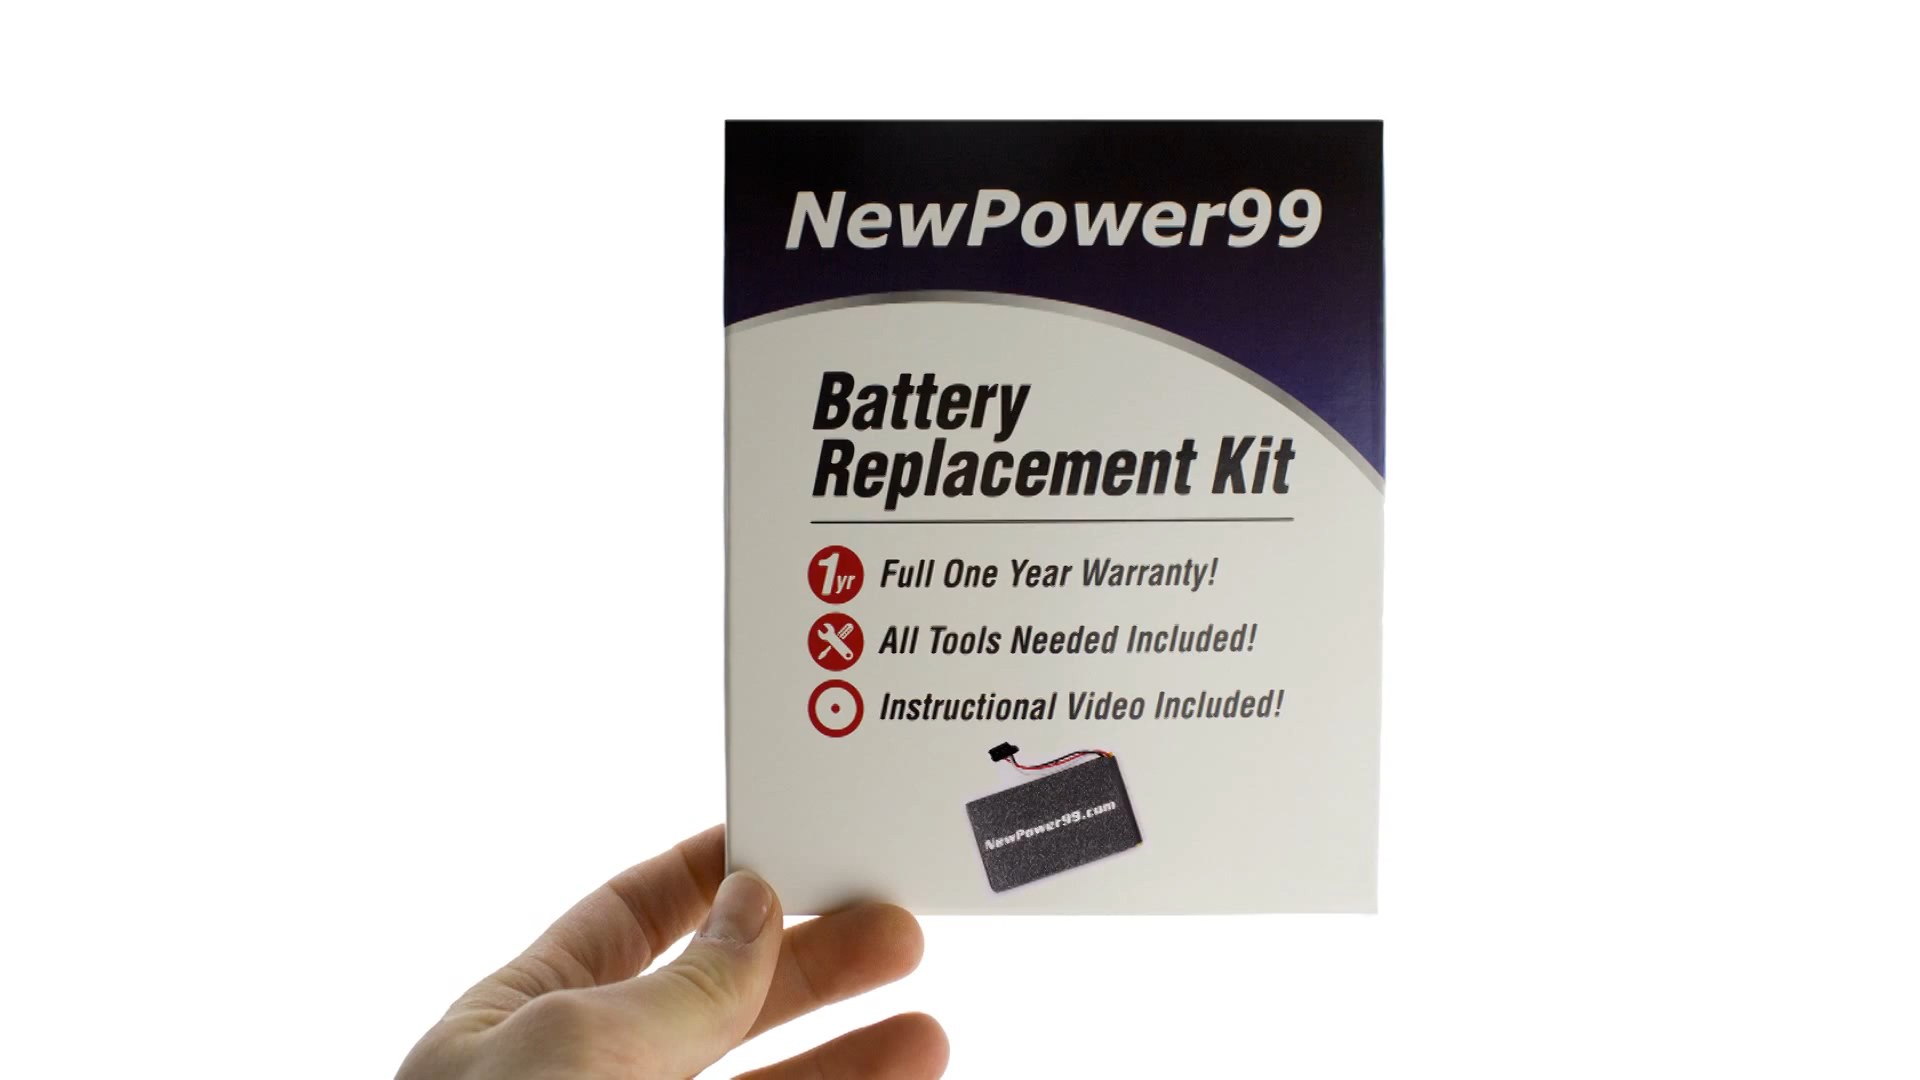 NewPower99
Battery
Replacement Kit
1yr Full One Year Warranty!
All Tools Needed Included!
Instructional Video Included!
NewPower99.com